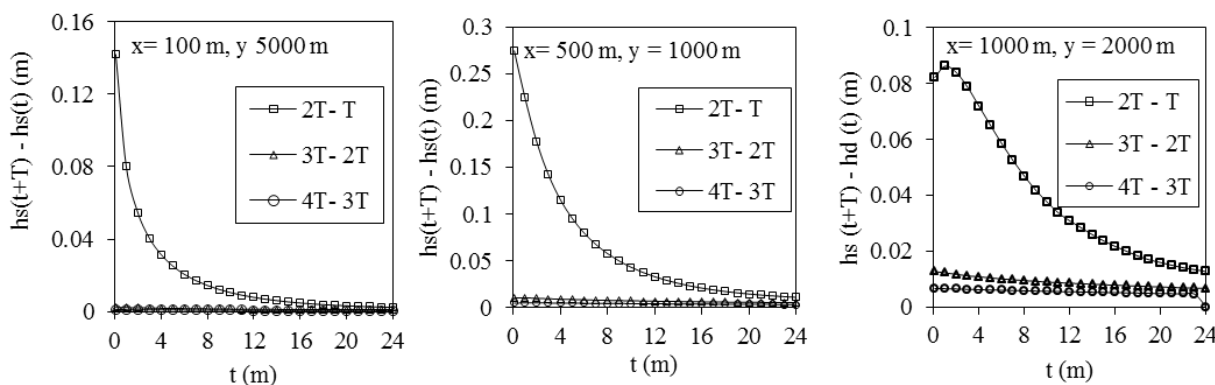 hs(t+T) - hs(t) (m)
0.16
0.12
0.08
0.04
0
x= 100 m, y 5000 m
2T- T
3T - 2T
4T - 3T
0 4 8 12 16 20 24
t (m)
hs(t+T) - hs(t) (m)
0.3
0.25
0.2
0.15
0.1
0.05
0
x= 500 m, y = 1000 m
2T - T
3T - 2T
4T - 3T
0 4 8 12 16 20 24
t (m)
hs (t+T) - hd (t) (m)
0.1
0.08
0.06
0.04
0.02
0
x= 1000 m, y = 2000 m
2T - T
3T - 2T
4T - 3T
0 4 8 12 16 20 24
t (m)